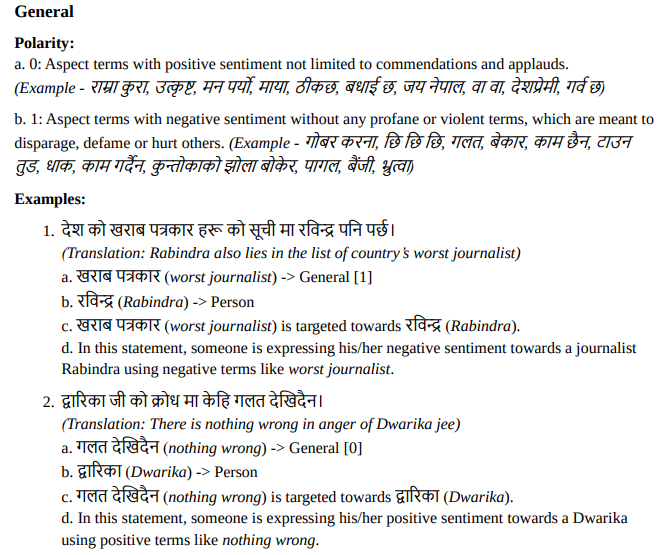 General
Polarity:
a. 0: Aspect terms with positive sentiment not limited to commendations and applauds.
(Example - राम्रा कुरा, उत्कृष्ट, मन पर्यो, माया, ठीकछ, बधाई छ, जय नेपाल, वा वा, देशप्रेमी, गर्व छ)
b. 1: Aspect terms with negative sentiment without any profane or violent terms, which are meant to
disparage, defame or hurt others. (Example - गोबर करना, छि छि छि, गलत, बेकार, काम छैन, टाउन
तुड, धाक, काम गर्दैन, कुन्तोकाको झोला बोकेर, पागल, बैंजी, भ्रुत्वा)
Examples:
1. देश को खराब पत्रकार हरू को सूची मा रविन्द्र पनि पर्छ।
(Translation: Rabindra also lies in the list of country's worst journalist)
a. खराब पत्रकार (worst journalist) -> General [1]
b. रविन्द्र (Rabindra) -> Person
c. खराब पत्रकार (worst journalist) is targeted towards रविन्द्र (Rabindra).
d. In this statement, someone is expressing his/her negative sentiment towards a journalist
Rabindra using negative terms like worst journalist.
2. द्वारिका जी को क्रोध मा केहि गलत देखिदैन।
(Translation: There is nothing wrong in anger of Dwarika jee)
a. गलत देखिदैन (nothing wrong) -> General [0]
b. द्वारिका (Dwarika) -> Person
c. गलत देखिदैन (nothing wrong) is targeted towards द्वारिका (Dwarika).
d. In this statement, someone is expressing his/her positive sentiment towards a Dwarika
using positive terms like nothing wrong.